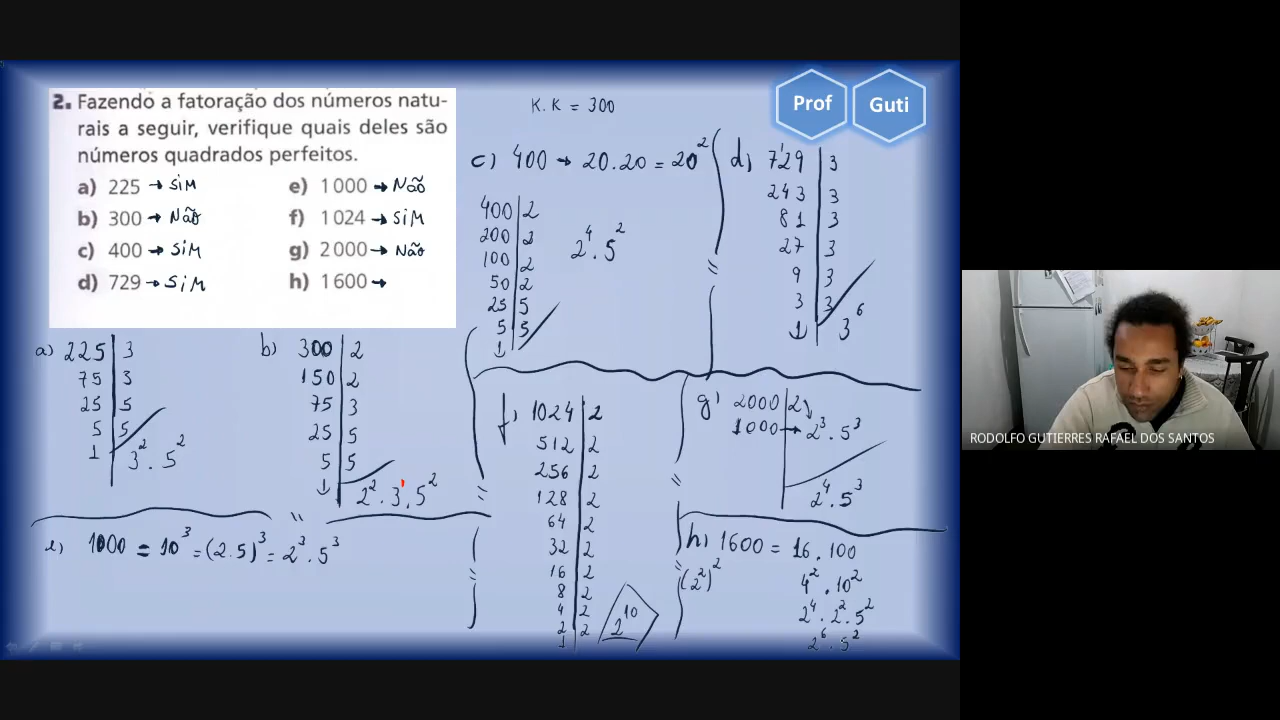 2. Fazendo a fatoração dos números natu-
rais a seguir, verifique quais deles são
números quadrados perfeitos.
a) 225 → SIM
b) 300 → Não
c) 400 → SIM
d) 729 → SIM
e) 1 000 → Não
f) 1 024 → SIM
g) 2 000 → Não
h) 1 600 →
K.K = 300
Prof Guti
c) 400 → 20.20 = 20²
400 | 2
200 | 2
100 | 2
50 | 2
25 | 5
5 | 5
1
2⁴ . 5²
d) 729 | 3
243 | 3
81 | 3
27 | 3
9 | 3
3 | 3
1
3⁶
a) 225 | 3
75 | 3
25 | 5
5 | 5
1
3² . 5²
b) 300 | 2
150 | 2
75 | 3
25 | 5
5 | 5
1
2² . 3¹ . 5²
e) 1000 = 10³ = (2.5)³ = 2³ . 5³
f) 1024 | 2
512 | 2
256 | 2
128 | 2
64 | 2
32 | 2
16 | 2
8 | 2
4 | 2
2 | 2
1
2¹⁰
g) 2000 | 2
1000 → 2³ . 5³
2⁴ . 5³
h) 1600 = 16 . 100
(2²)² 4² . 10²
2⁴ . 2² . 5²
2⁶ . 5²
RODOLFO GUTIERRES RAFAEL DOS SANTOS